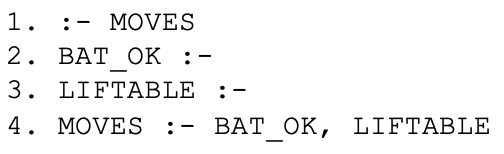 1. :- MOVES
2. BAT_OK :-
3. LIFTABLE :-
4. MOVES :- BAT_OK, LIFTABLE